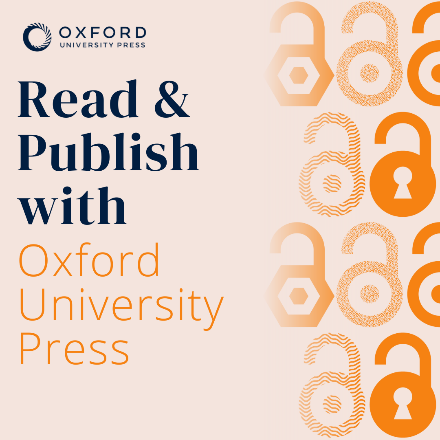 OXFORD
UNIVERSITY PRESS
Read &
Publish
with
Oxford
University
Press